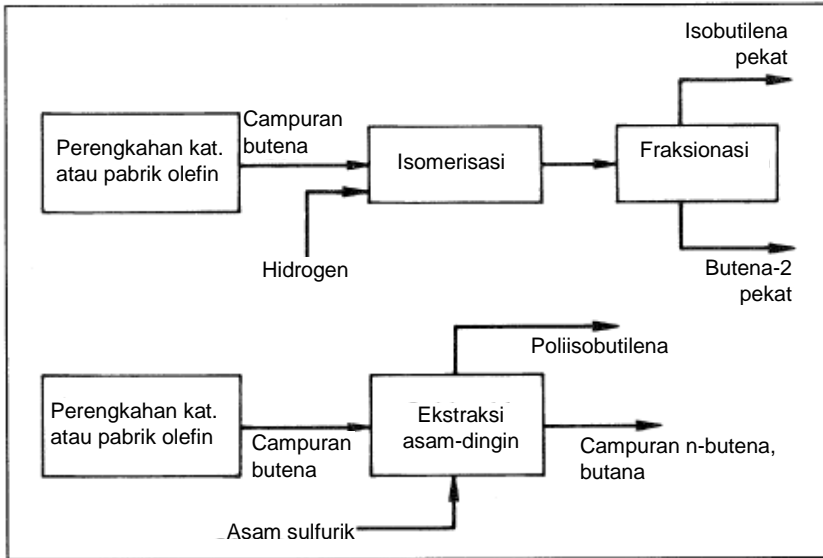 Isobutilena
pekat
Campuran
butena
Perengkahan kat.
atau pabrik olefin
Isomerisasi
Fraksionasi
Hidrogen
Butena-2
pekat
Poliisobutilena
Perengkahan kat.
atau pabrik olefin
Campuran
butena
Ekstraksi
asam-dingin
Campuran n-butena,
butana
Asam sulfurik